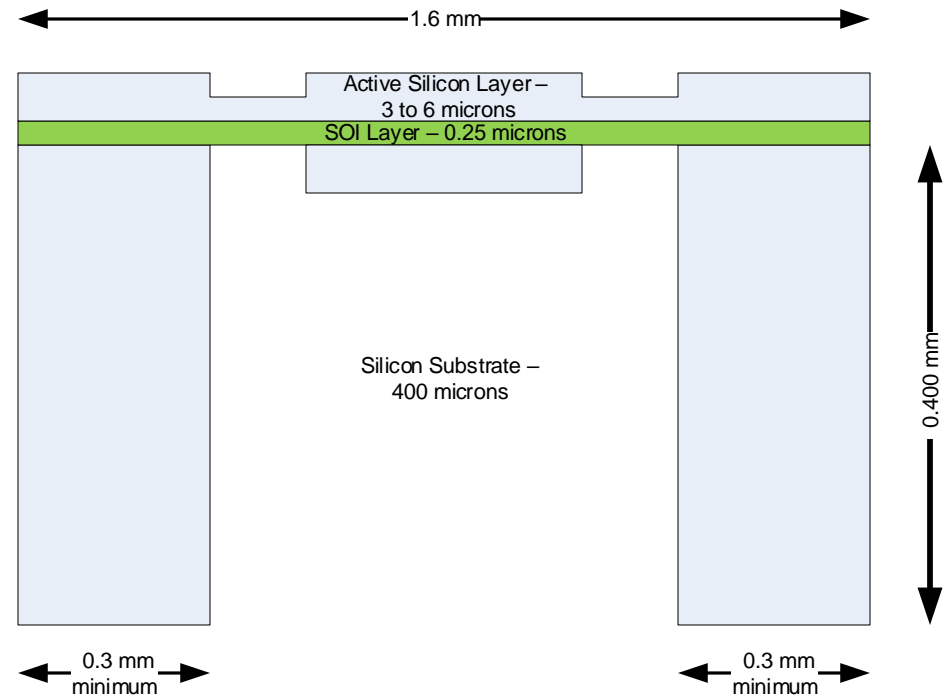 1.6 mm
Active Silicon Layer –
3 to 6 microns
SOI Layer – 0.25 microns
Silicon Substrate –
400 microns
0.400 mm
0.3 mm
minimum
0.3 mm
minimum